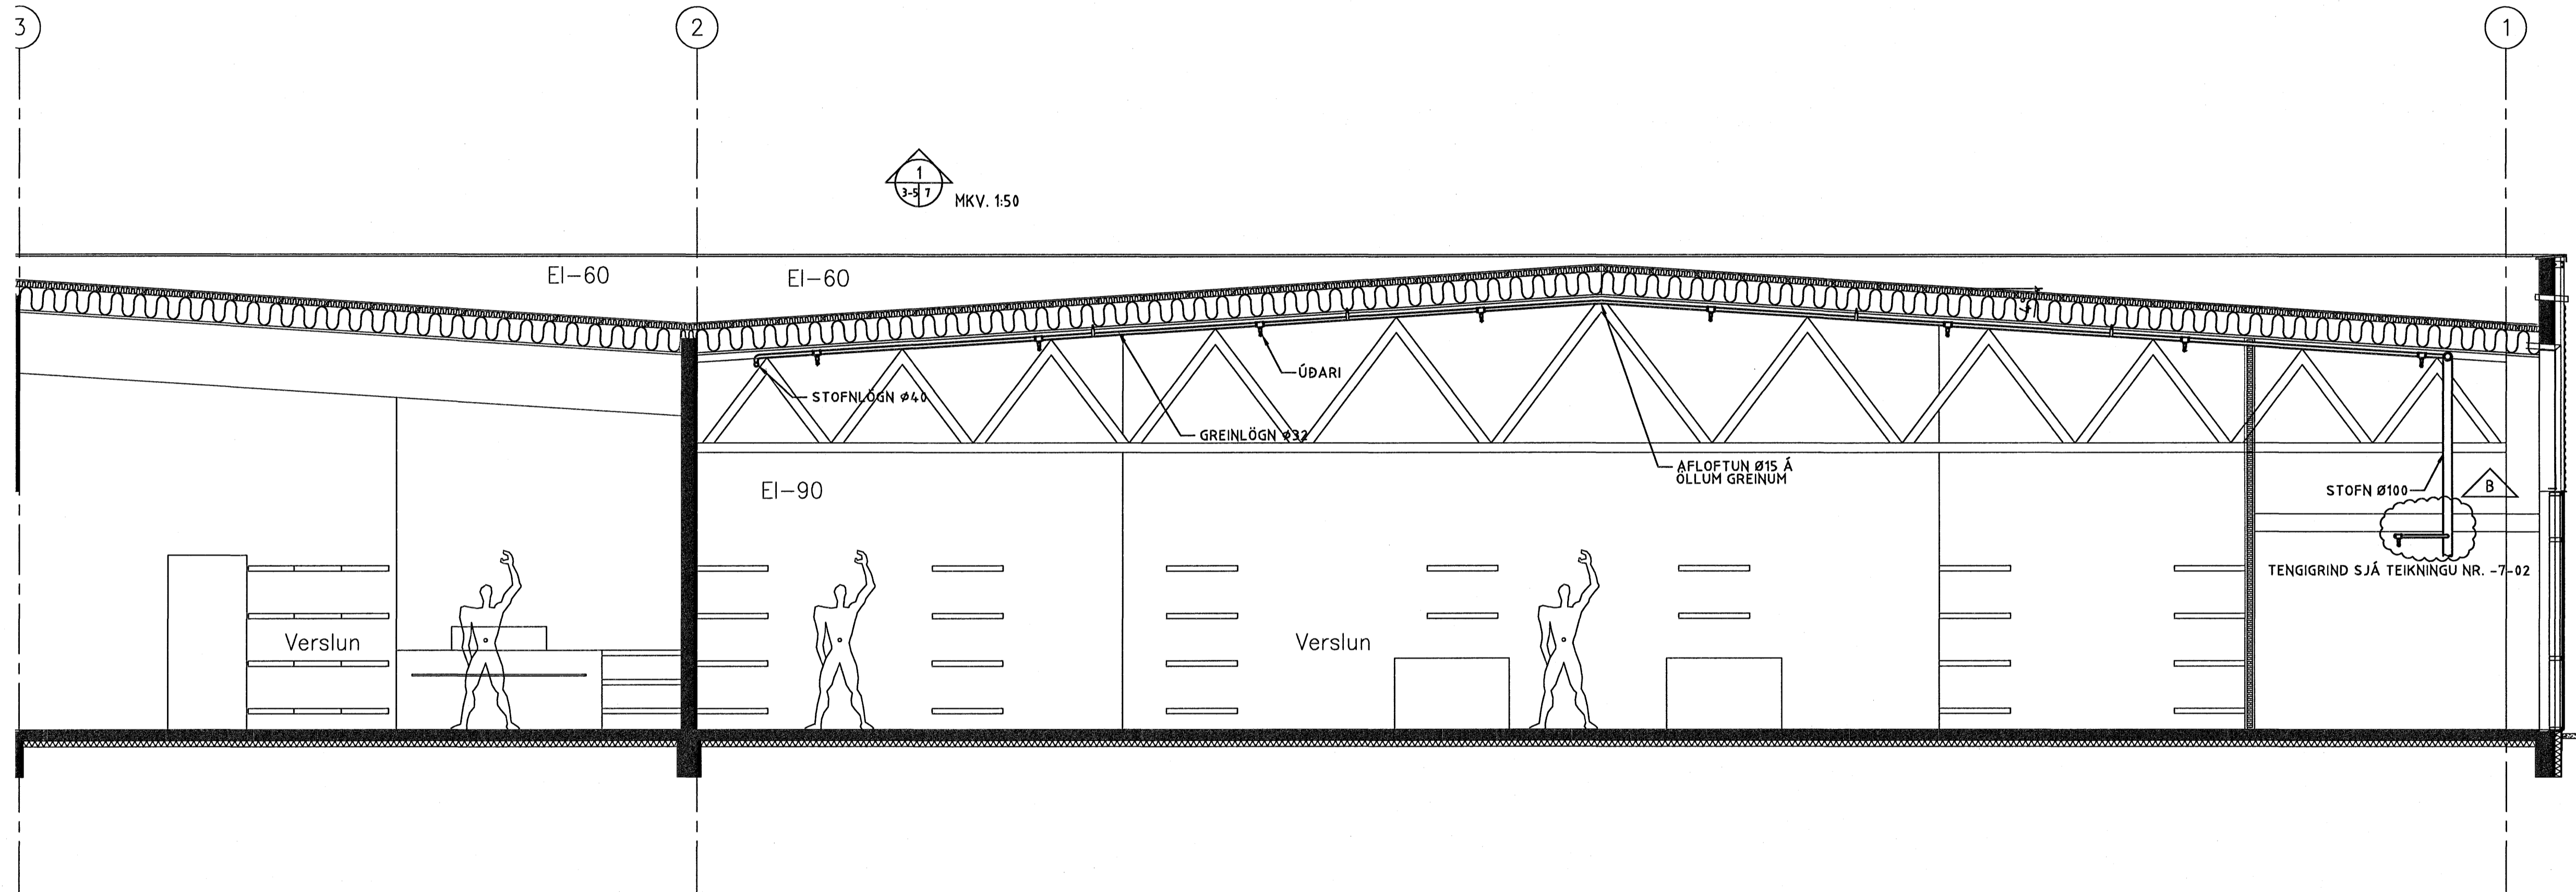 3
2
1
1
3-5 7
MKV. 1:50
EI-60
EI-60
ÚÐARI
STOFNLÖGN Ø40
GREINLÖGN Ø32
AFLOFTUN Ø15 Á
ÖLLUM GREINUM
EI-90
STOFN Ø100
B
TENGIGRIND SJÁ TEIKNINGU NR. -7-02
Verslun
Verslun